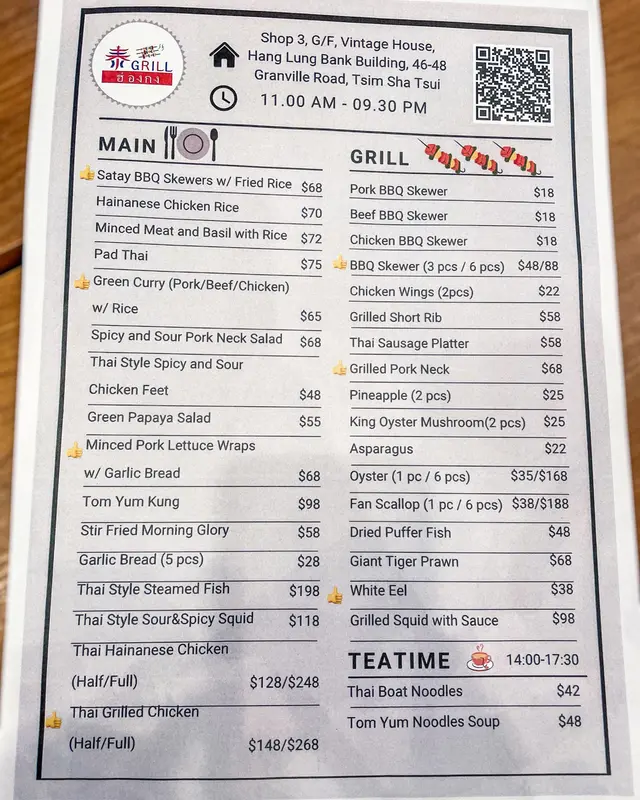 泰
GRILL
ฮ่องกง
Shop 3, G/F, Vintage House,
Hang Lung Bank Building, 46-48
Granville Road, Tsim Sha Tsui
11.00 AM - 09.30 PM
MAIN
Satay BBQ Skewers w/ Fried Rice $68
Hainanese Chicken Rice $70
Minced Meat and Basil with Rice $72
Pad Thai $75
Green Curry (Pork/Beef/Chicken)
w/ Rice $65
Spicy and Sour Pork Neck Salad $68
Thai Style Spicy and Sour
Chicken Feet $48
Green Papaya Salad $55
Minced Pork Lettuce Wraps
w/ Garlic Bread $68
Tom Yum Kung $98
Stir Fried Morning Glory $58
Garlic Bread (5 pcs) $28
Thai Style Steamed Fish $198
Thai Style Sour&Spicy Squid $118
Thai Hainanese Chicken
(Half/Full) $128/$248
Thai Grilled Chicken
(Half/Full) $148/$268
GRILL
Pork BBQ Skewer $18
Beef BBQ Skewer $18
Chicken BBQ Skewer $18
BBQ Skewer (3 pcs / 6 pcs) $48/88
Chicken Wings (2pcs) $22
Grilled Short Rib $58
Thai Sausage Platter $58
Grilled Pork Neck $68
Pineapple (2 pcs) $25
King Oyster Mushroom(2 pcs) $25
Asparagus $22
Oyster (1 pc / 6 pcs) $35/$168
Fan Scallop (1 pc / 6 pcs) $38/$188
Dried Puffer Fish $48
Giant Tiger Prawn $68
White Eel $38
Grilled Squid with Sauce $98
TEATIME 14:00-17:30
Thai Boat Noodles $42
Tom Yum Noodles Soup $48